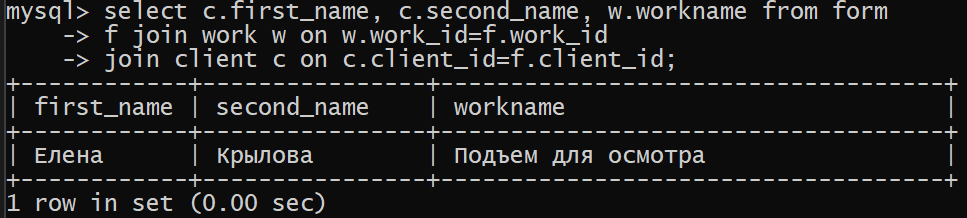 mysql> select c.first_name, c.second_name, w.workname from form
    -> f join work w on w.work_id=f.work_id
    -> join client c on c.client_id=f.client_id;
+------------+---------------+----------------------------------+
| first_name | second_name   | workname                         |
+------------+---------------+----------------------------------+
| Елена      | Крылова       | Подъем для осмотра               |
+------------+---------------+----------------------------------+
1 row in set (0.00 sec)